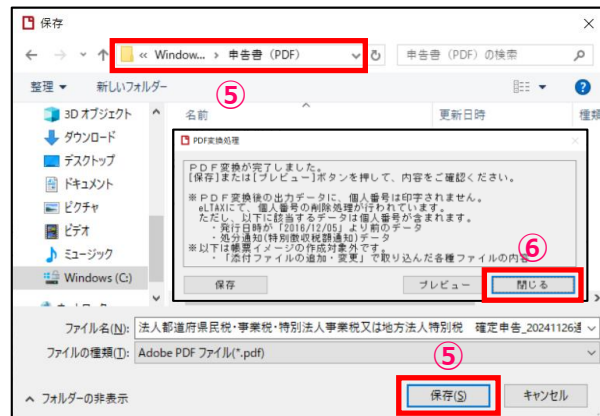 保存
« Window... › 申告書（PDF）
申告書（PDF）の検索
⑤
整理 新しいフォルダー
3D オブジェクト
ダウンロード
デスクトップ
ドキュメント
ピクチャ
ビデオ
ミュージック
Windows (C:)
名前 更新日時 種類
PDF変換処理
ＰＤＦ変換が完了しました。
[保存]または[プレビュー]ボタンを押して、内容をご確認ください。
※ＰＤＦ変換後の出力データに、個人番号は印字されません。
eLTAXにて、個人番号の削除処理が行われています。
ただし、以下に該当するデータは個人番号が含まれます。
・発行日時が「2016/12/05」より前のデータ
・処分通知(特別徴収税額通知)データ
※以下は帳票イメージの作成対象外です。
・「添付ファイルの追加・変更」で取り込んだ各種ファイルの内容
⑥
保存 プレビュー 閉じる
ファイル名(N): 法人都道府県民税・事業税・特別法人事業税又は地方法人特別税　確定申告_20241126
ファイルの種類(T): Adobe PDF ファイル(*.pdf)
⑤
フォルダーの非表示
保存(S) キャンセル